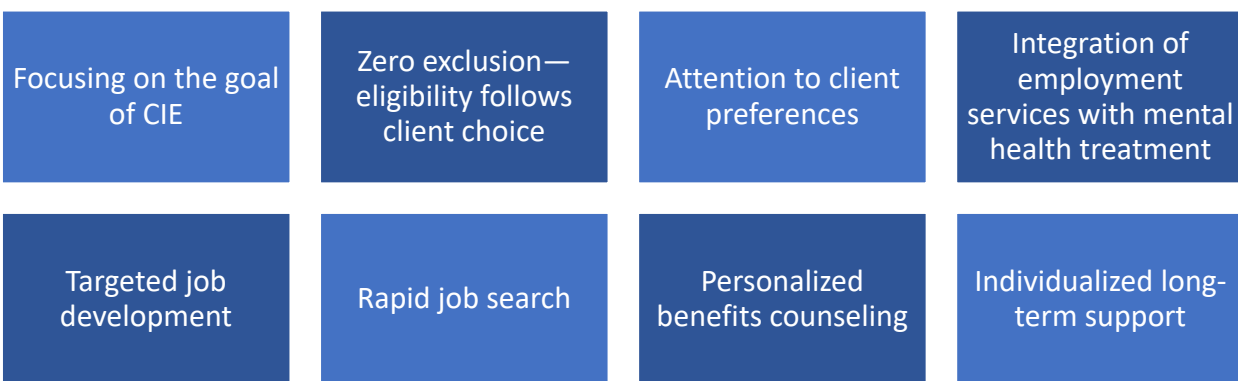 Focusing on the goal
of CIE
Zero exclusion—
eligibility follows
client choice
Attention to client
preferences
Integration of
employment
services with mental
health treatment
Targeted job
development
Rapid job search
Personalized
benefits counseling
Individualized long-
term support